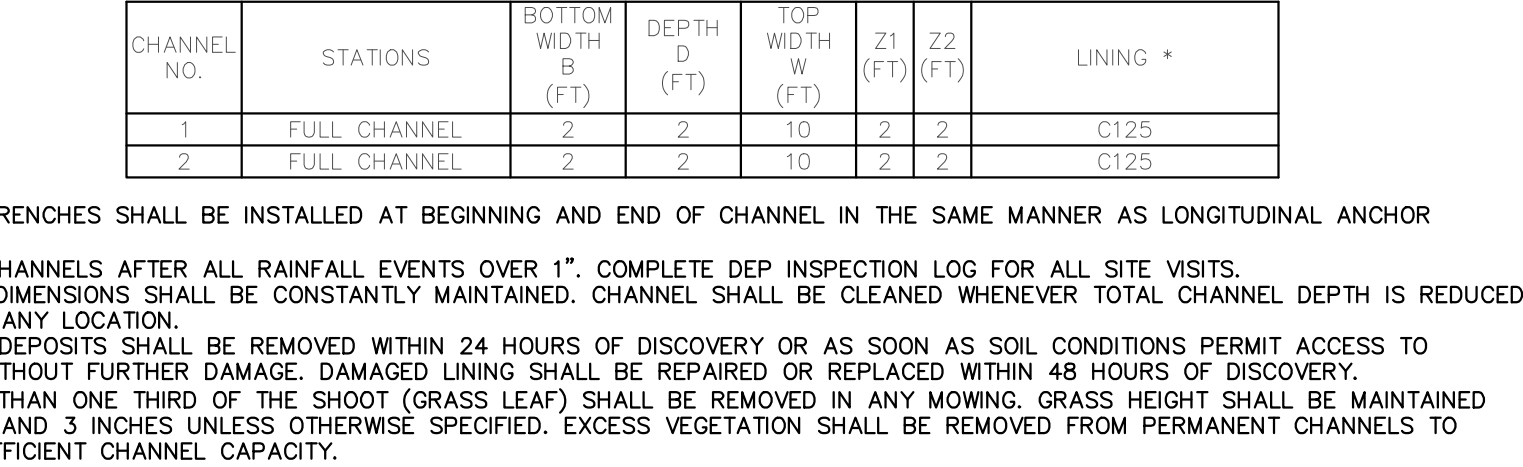 CHANNEL NO. STATIONS BOTTOM WIDTH B (FT) DEPTH D (FT) TOP WIDTH W (FT) Z1 (FT) Z2 (FT) LINING *
1 FULL CHANNEL 2 2 10 2 2 C125
2 FULL CHANNEL 2 2 10 2 2 C125
RENCHES SHALL BE INSTALLED AT BEGINNING AND END OF CHANNEL IN THE SAME MANNER AS LONGITUDINAL ANCHOR
HANNELS AFTER ALL RAINFALL EVENTS OVER 1”. COMPLETE DEP INSPECTION LOG FOR ALL SITE VISITS.
DIMENSIONS SHALL BE CONSTANTLY MAINTAINED. CHANNEL SHALL BE CLEANED WHENEVER TOTAL CHANNEL DEPTH IS REDUCED
ANY LOCATION.
DEPOSITS SHALL BE REMOVED WITHIN 24 HOURS OF DISCOVERY OR AS SOON AS SOIL CONDITIONS PERMIT ACCESS TO
THOUT FURTHER DAMAGE. DAMAGED LINING SHALL BE REPAIRED OR REPLACED WITHIN 48 HOURS OF DISCOVERY.
THAN ONE THIRD OF THE SHOOT (GRASS LEAF) SHALL BE REMOVED IN ANY MOWING. GRASS HEIGHT SHALL BE MAINTAINED
AND 3 INCHES UNLESS OTHERWISE SPECIFIED. EXCESS VEGETATION SHALL BE REMOVED FROM PERMANENT CHANNELS TO
FFICIENT CHANNEL CAPACITY.